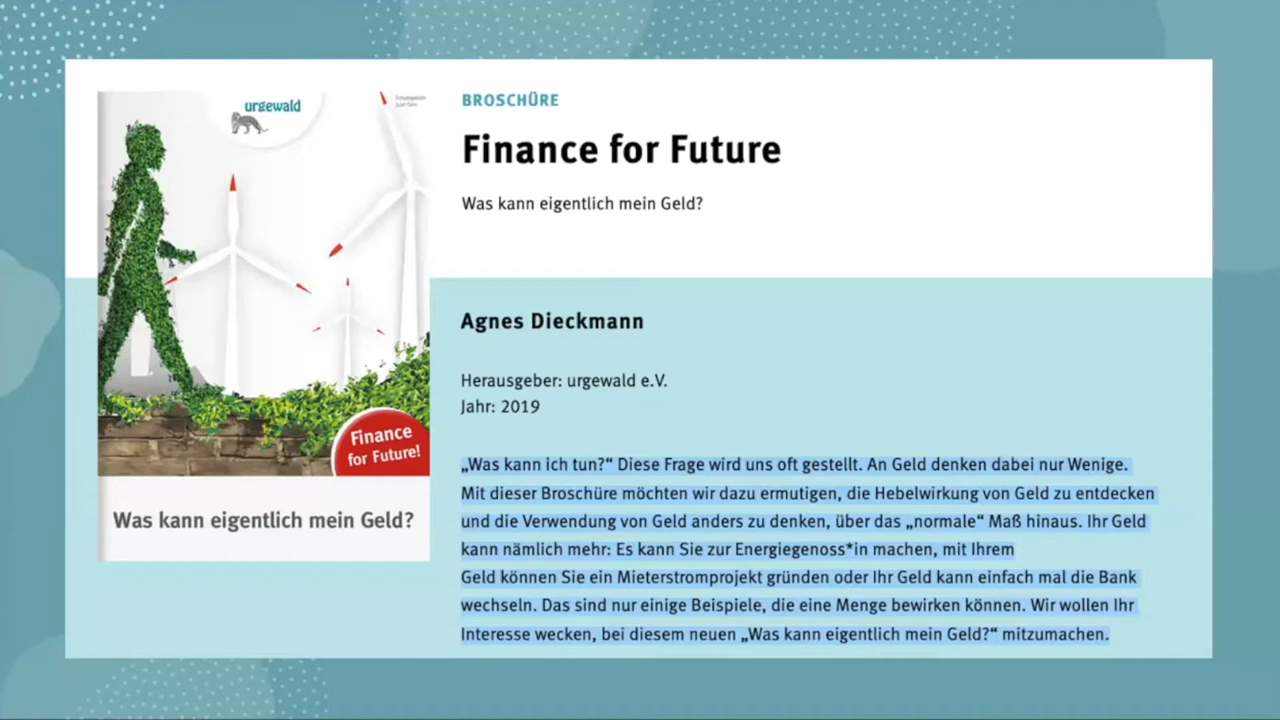 urgewald
Finance
for Future!
Was kann eigentlich mein Geld?
BROSCHÜRE
Finance for Future
Was kann eigentlich mein Geld?
Agnes Dieckmann
Herausgeber: urgewald e.V.
Jahr: 2019
„Was kann ich tun?“ Diese Frage wird uns oft gestellt. An Geld denken dabei nur Wenige.
Mit dieser Broschüre möchten wir dazu ermutigen, die Hebelwirkung von Geld zu entdecken
und die Verwendung von Geld anders zu denken, über das „normale“ Maß hinaus. Ihr Geld
kann nämlich mehr: Es kann Sie zur Energiegenoss*in machen, mit Ihrem
Geld können Sie ein Mieterstromprojekt gründen oder Ihr Geld kann einfach mal die Bank
wechseln. Das sind nur einige Beispiele, die eine Menge bewirken können. Wir wollen Ihr
Interesse wecken, bei diesem neuen „Was kann eigentlich mein Geld?“ mitzumachen.